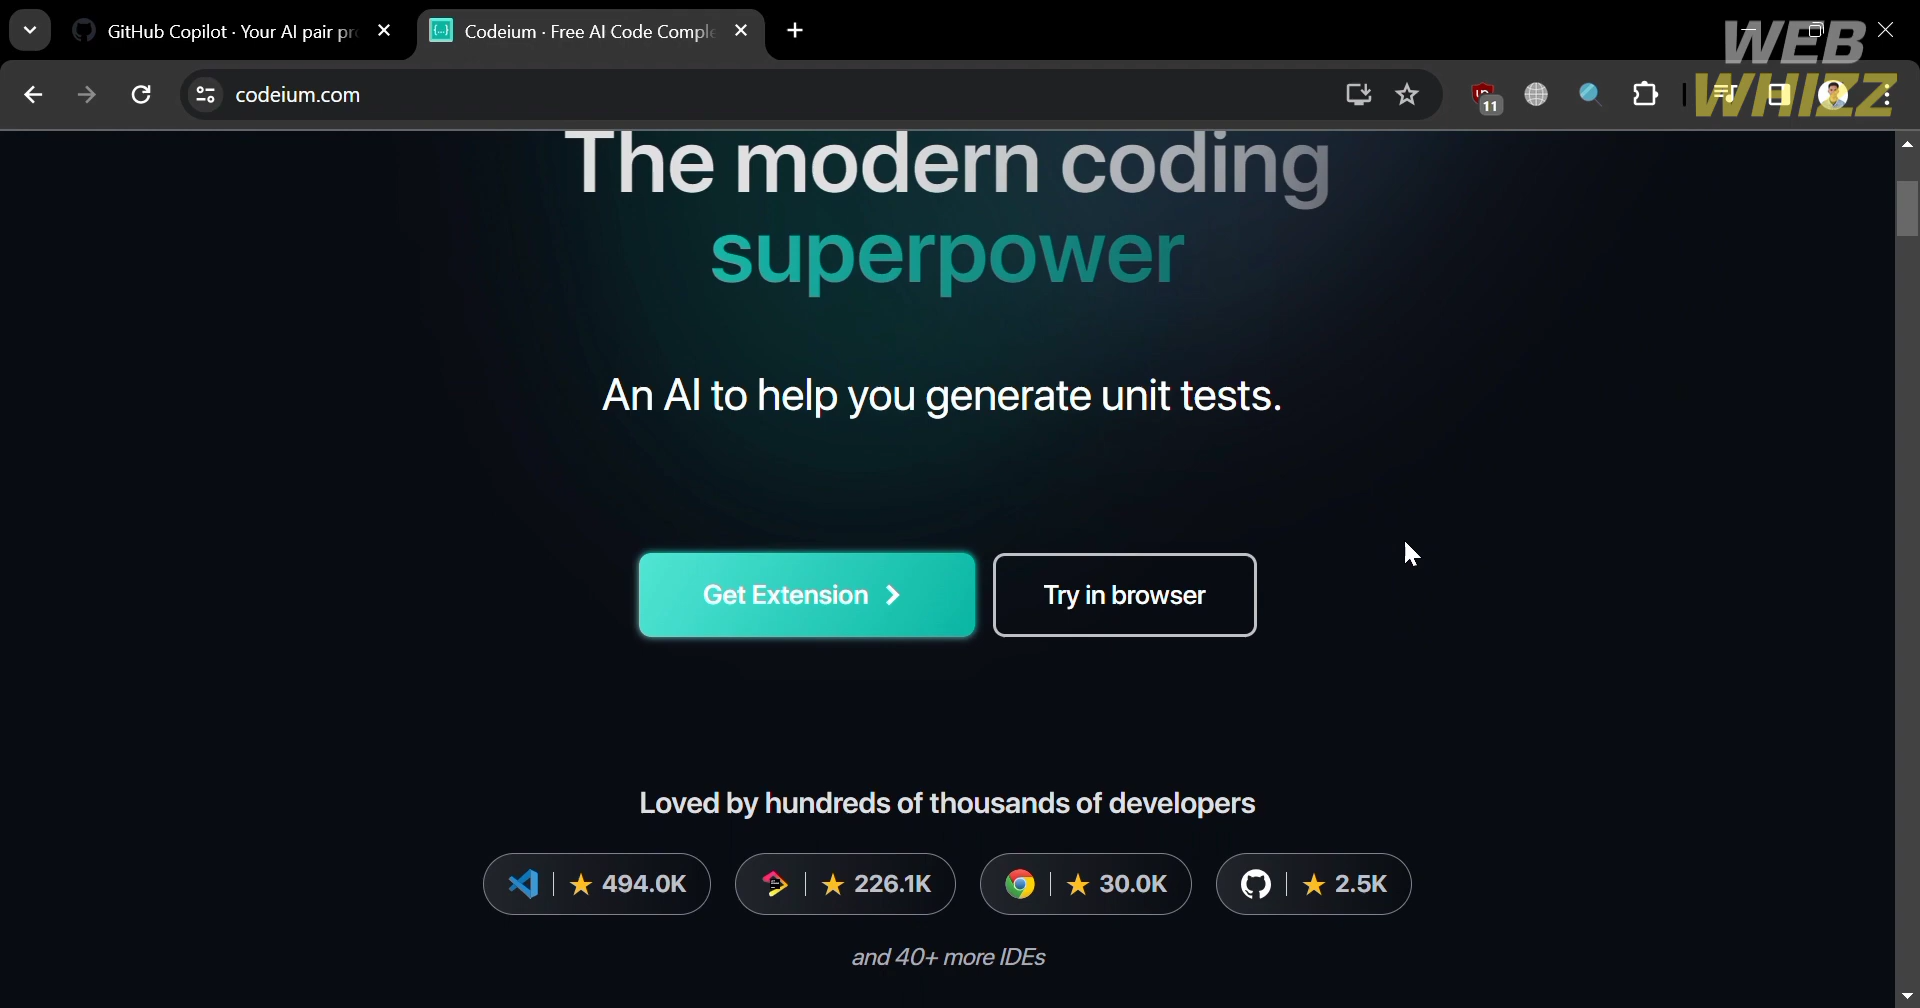 GitHub Copilot · Your AI pair pr
Codeium · Free AI Code Comple
WEB
WHIZZ
codeium.com
11
The modern coding
superpower
An AI to help you generate unit tests.
Get Extension
Try in browser
Loved by hundreds of thousands of developers
494.0K
226.1K
30.0K
2.5K
and 40+ more IDEs